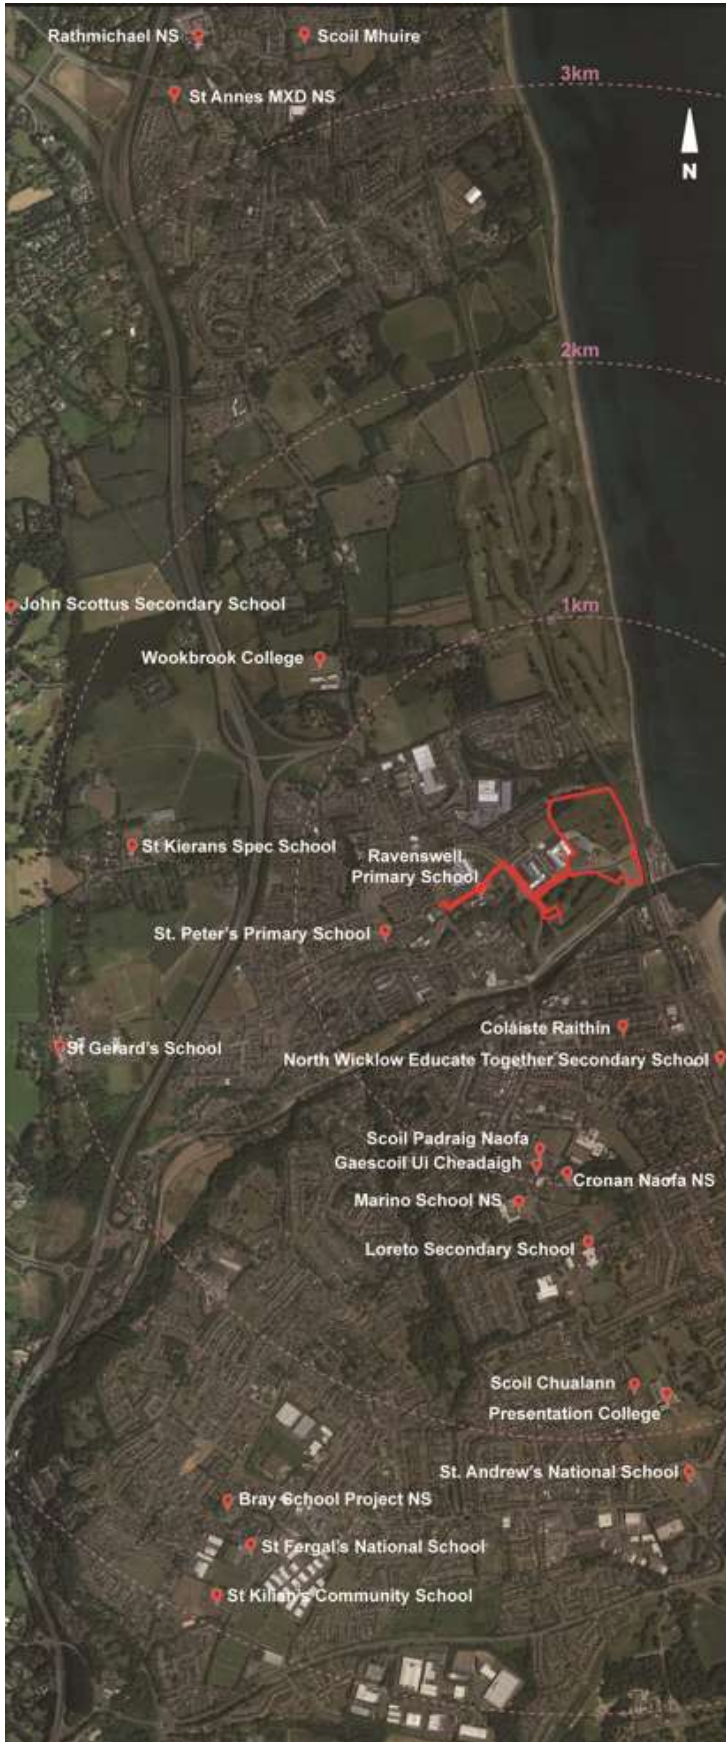 Rathmichael NS
Scoil Mhuire
3km
St Annes MXD NS
N
2km
John Scottus Secondary School
1km
Wookbrook College
St Kierans Spec School
Ravenswell
Primary School
St. Peter's Primary School
Coláiste Raithín
St Gerard's School
North Wicklow Educate Together Secondary School
Scoil Padraig Naofa
Gaescoil Ui Cheadaigh
Cronan Naofa NS
Marino School NS
Loreto Secondary School
Scoil Chualann
Presentation College
St. Andrew's National School
Bray School Project NS
St Fergal's National School
St Kilian's Community School